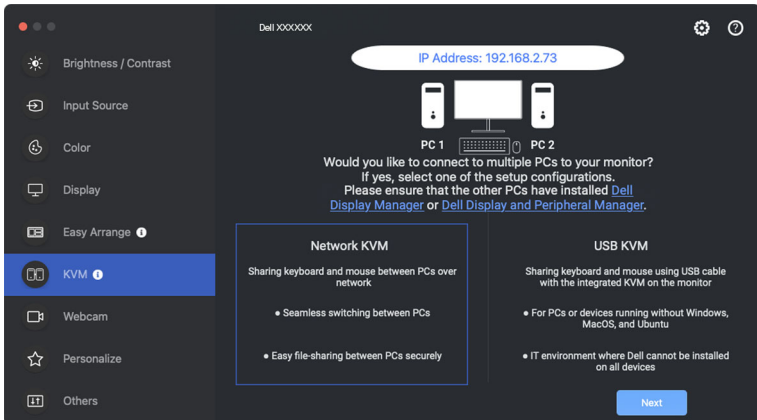 Dell XXXXXX
Brightness / Contrast
Input Source
Color
Display
Easy Arrange
KVM
Webcam
Personalize
Others
IP Address: 192.168.2.73
PC 1
PC 2
Would you like to connect to multiple PCs to your monitor?
If yes, select one of the setup configurations.
Please ensure that the other PCs have installed Dell
Display Manager or Dell Display and Peripheral Manager.
Network KVM
Sharing keyboard and mouse between PCs over
network
• Seamless switching between PCs
• Easy file-sharing between PCs securely
USB KVM
Sharing keyboard and mouse using USB cable
with the integrated KVM on the monitor
• For PCs or devices running without Windows,
MacOS, and Ubuntu
• IT environment where Dell cannot be installed
on all devices
Next